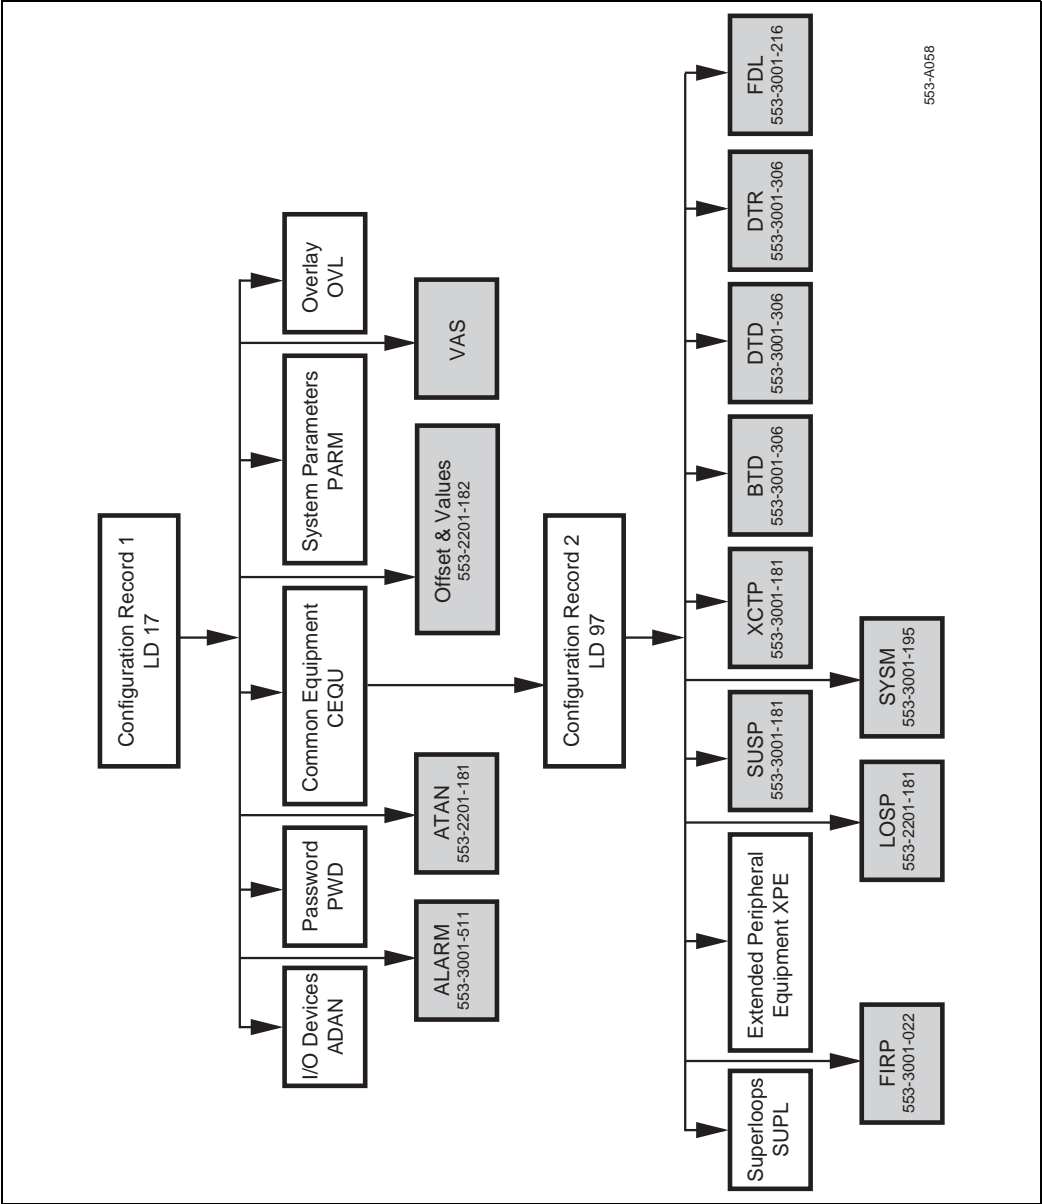 Configuration Record 1
LD 17
I/O Devices
ADAN
Password
PWD
Common Equipment
CEQU
System Parameters
PARM
Overlay
OVL
ALARM
553-3001-511
ATAN
553-2201-181
Offset & Values
553-2201-182
VAS
Configuration Record 2
LD 97
Superloops
SUPL
Extended Peripheral
Equipment XPE
SUSP
553-3001-181
XCTP
553-3001-181
BTD
553-3001-306
DTD
553-3001-306
DTR
553-3001-306
FDL
553-3001-216
FIRP
553-3001-022
LOSP
553-2201-181
SYSM
553-3001-195
553-A058